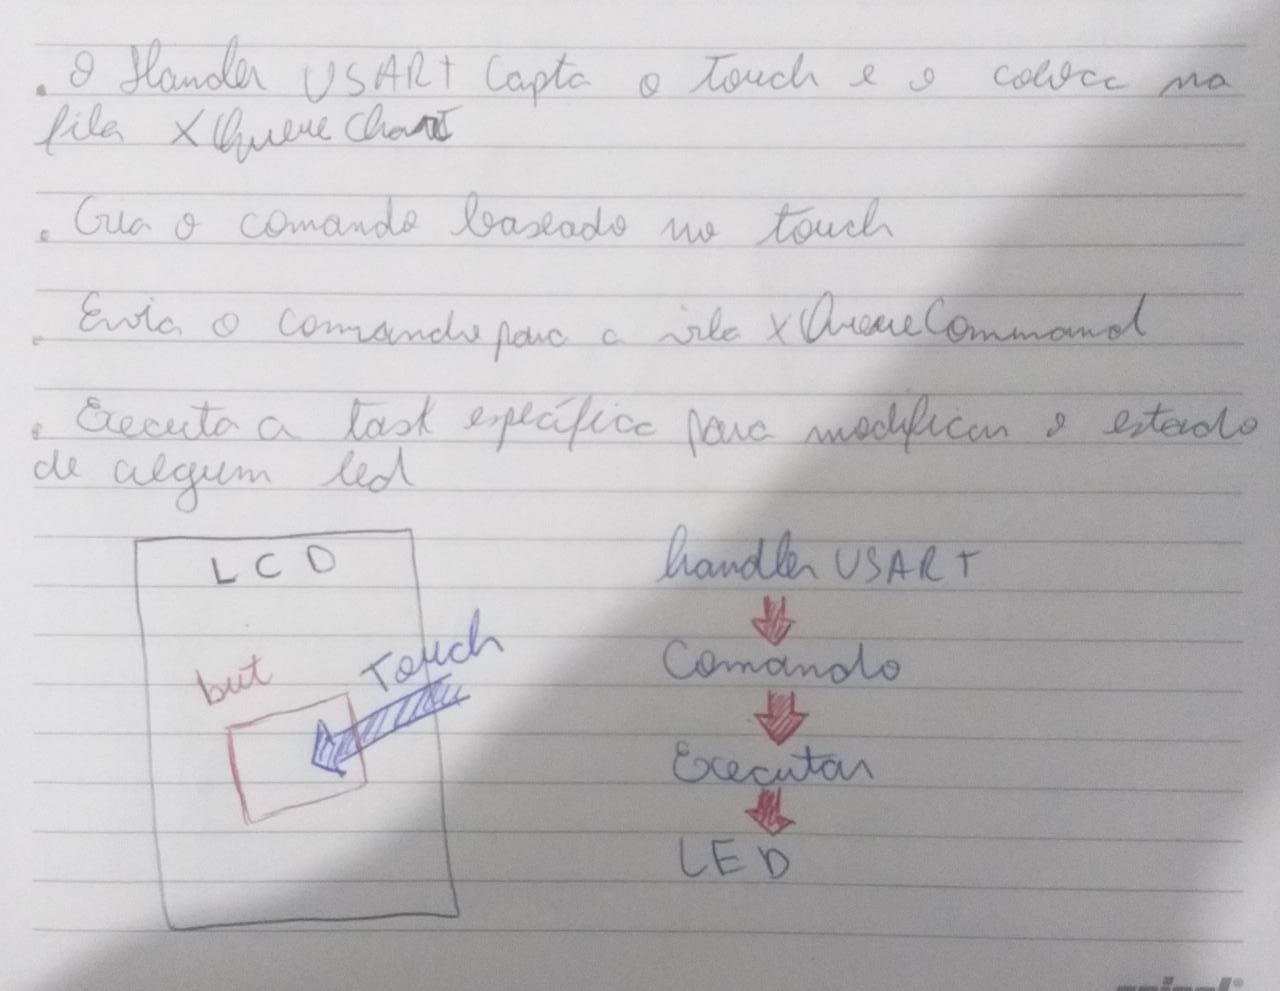 . O Handler USART Capta o touch e o coloca na
fila xQueueChar
. Cria o comando baseado no touch
. Envia o comando para a vila xQueueCommand
. Executa a task específica para modificar o estado
de algum led
LCD
but
Touch
handler USART
Comando
Executar
LED